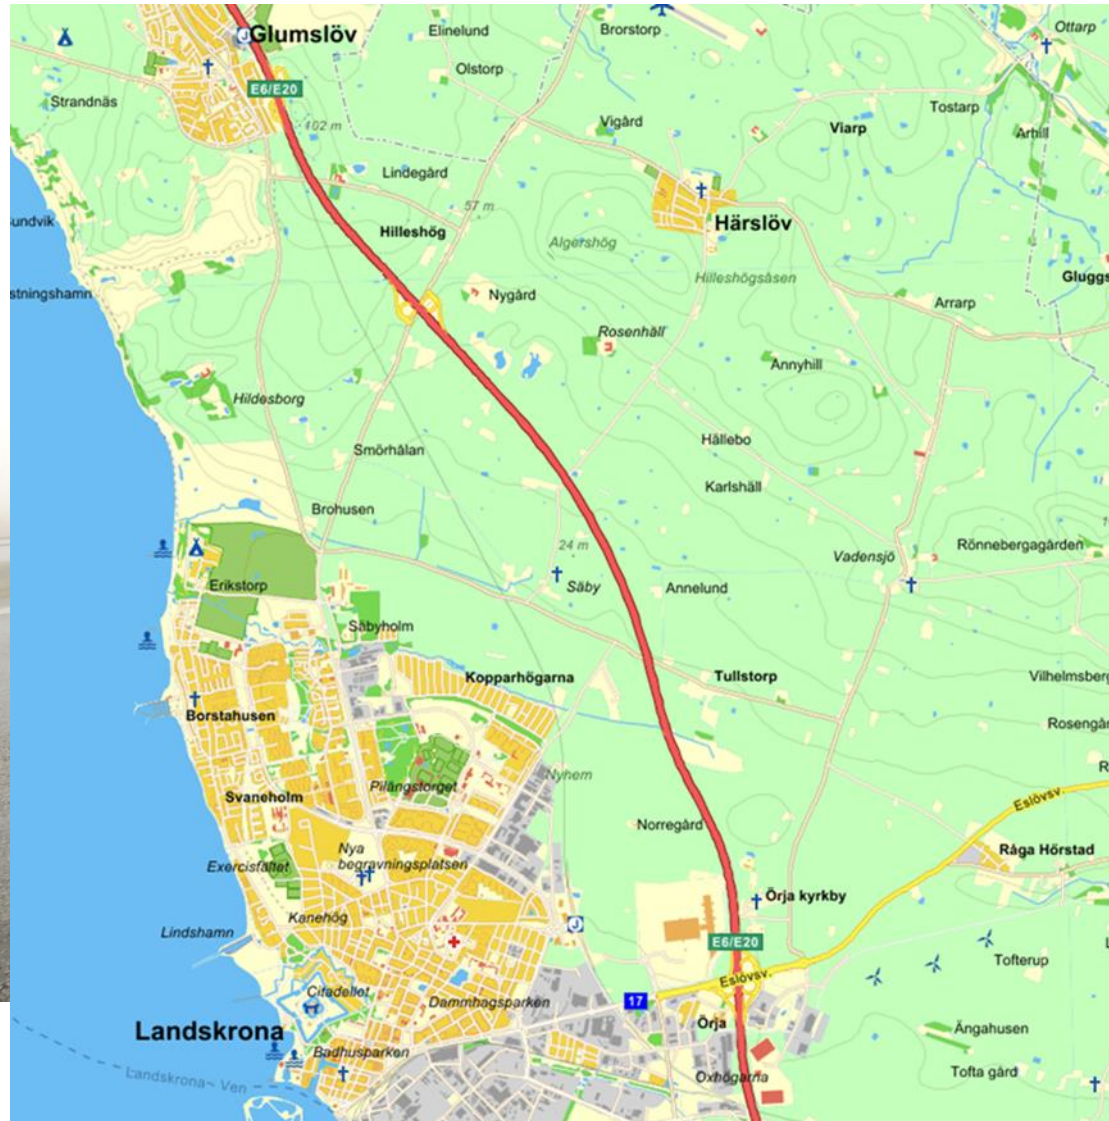 Glumslöv
Elinelund
Brorstorp
Ottarp
Olstorp
E6/E20
Strandnäs
102 m
Vigård
Viarp
Tostarp
Arhill
Lindegård
57 m
Hilleshög
Härslöv
Algershög
Hilleshögsåsen
Nygård
Arrarp
Rosenhäll
Annyhill
Hildesborg
Smörhålan
Hällebo
Karlshäll
Brohusen
24 m
Vadensjö
Rönnebergagården
Erikstorp
Säby
Annelund
Säbyholm
Kopparhögarna
Tullstorp
Borstahusen
Nyhem
Pilängstorget
Svaneholm
Eslövsv.
Norregård
Nya
begravningsplatsen
Råga Hörstad
Exercisfältet
Örja kyrkby
Kanehög
Lindshamn
E6/E20
Tofterup
Eslövsv.
Citadellet
17
Dammhagsparken
Landskrona
Örja
Ängahusen
Badhusparken
Landskrona - Ven
Oxhögarna
Tofta gård